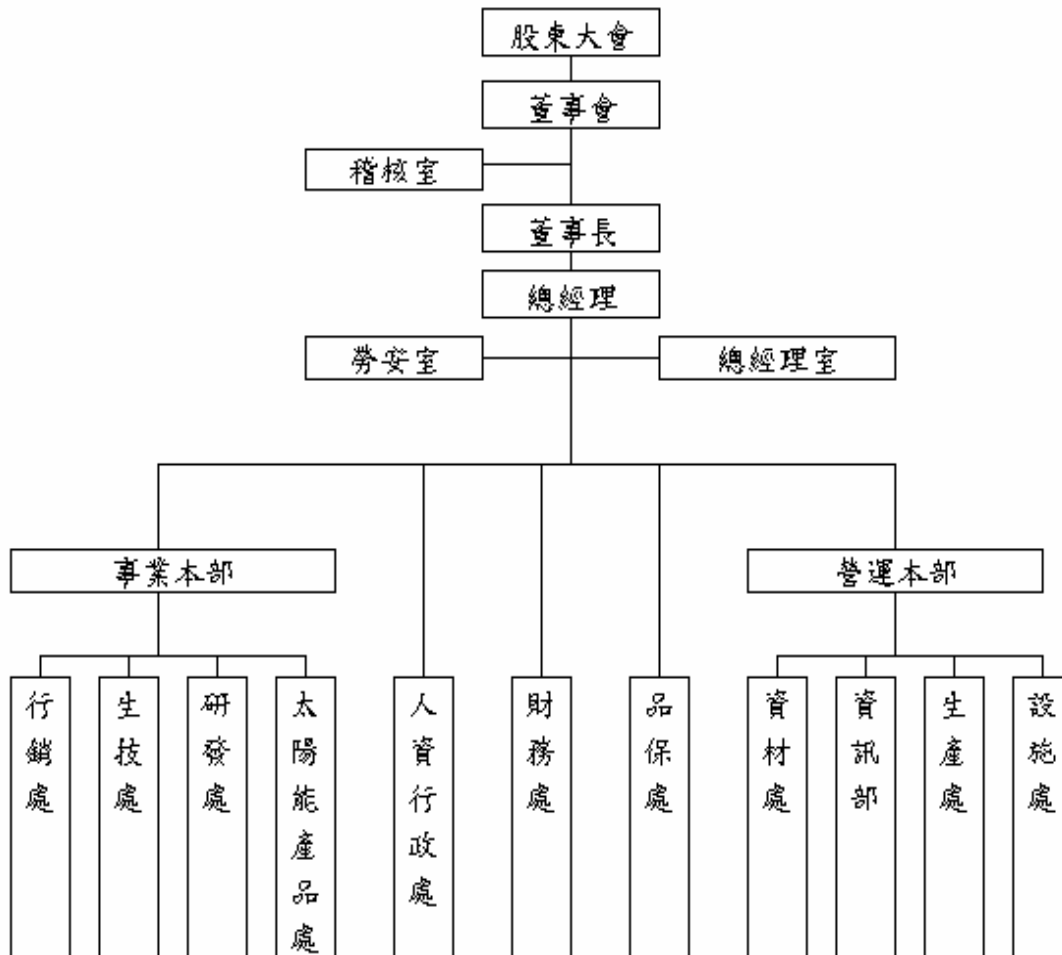 股東大會
董事會
稽核室
董事長
總經理
勞安室
總經理室
事業本部
營運本部
行銷處
生技處
研發處
太陽能產品處
人資行政處
財務處
品保處
資材處
資訊部
生產處
設施處